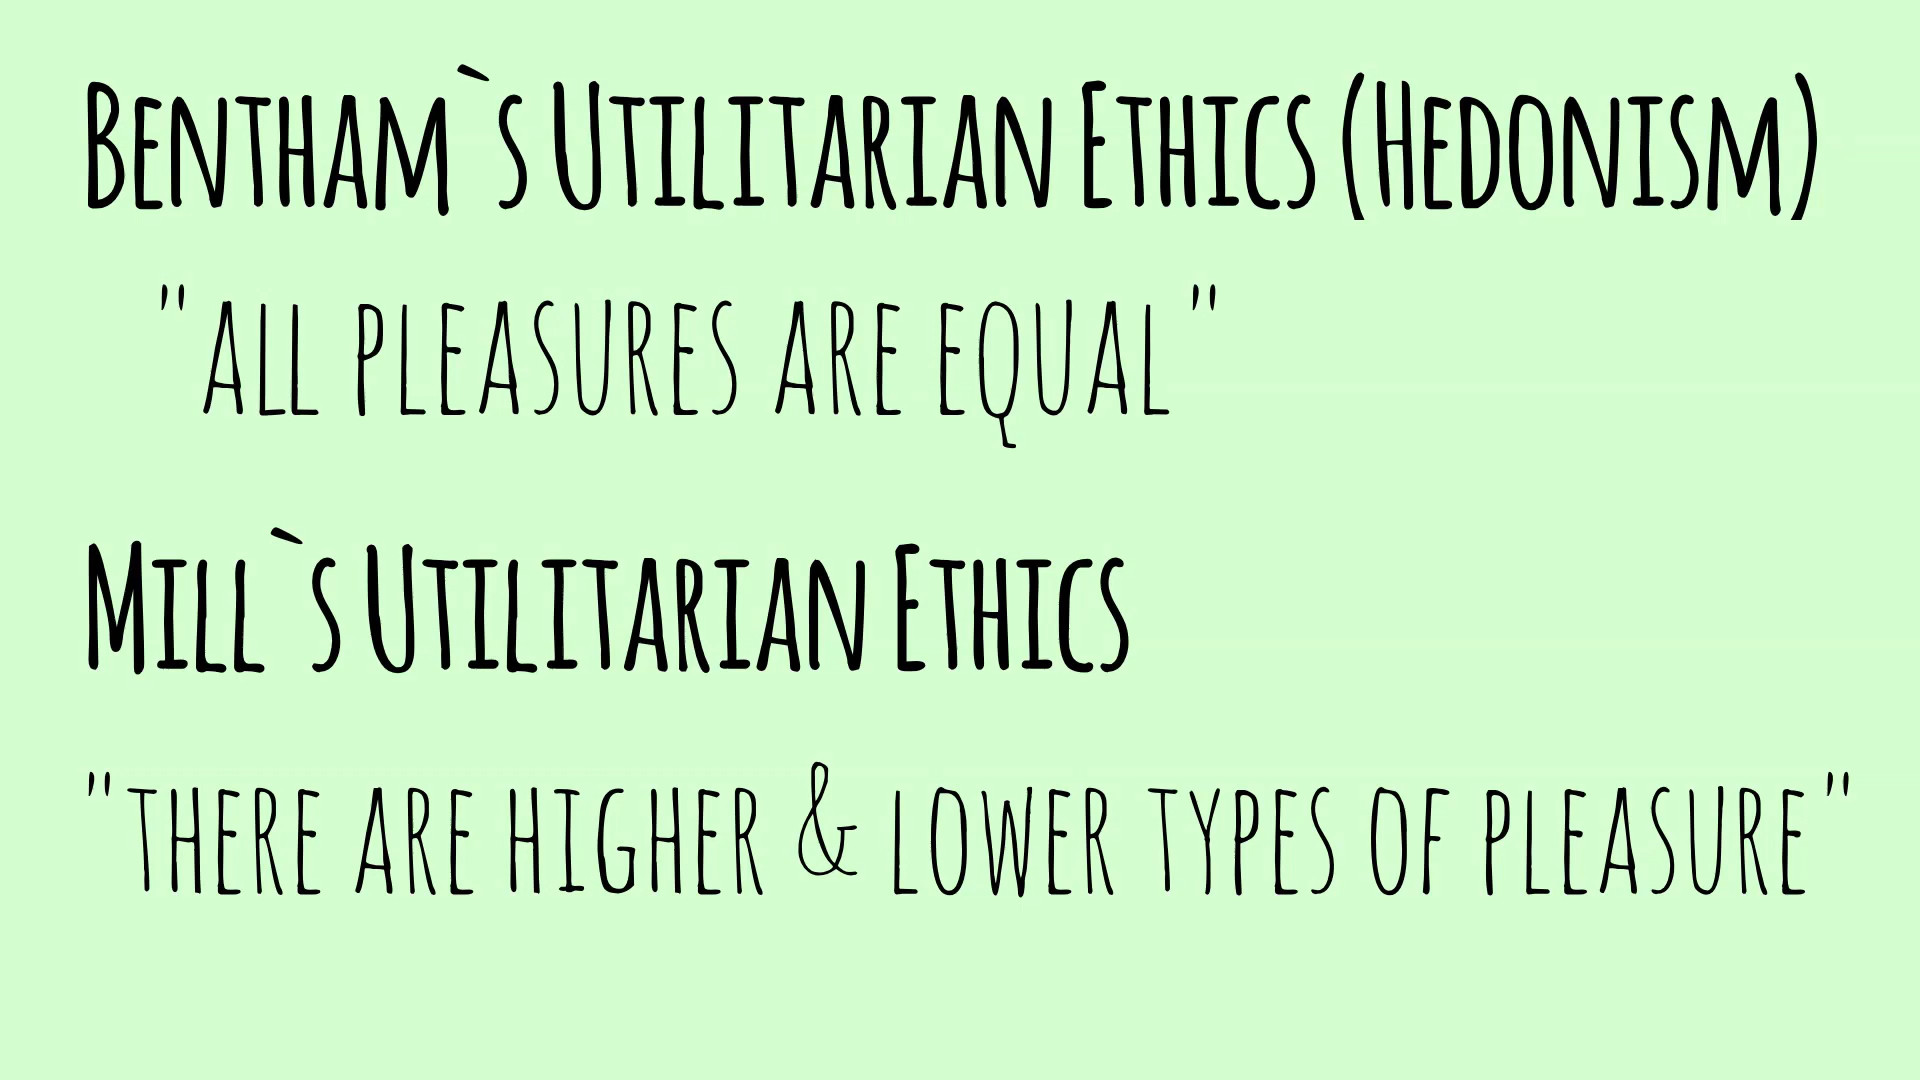 Bentham`s Utilitarian Ethics (Hedonism)
"all pleasures are equal"
Mill`s Utilitarian Ethics
"there are higher & lower types of pleasure"